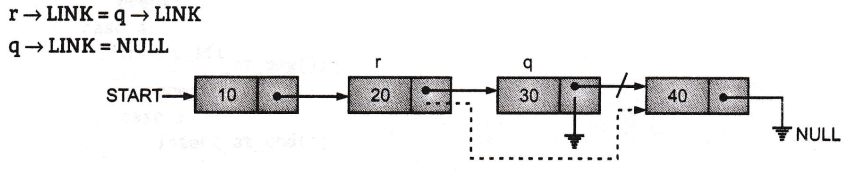 r → LINK = q → LINK
q → LINK = NULL
r q
START 10 20 30 40
NULL